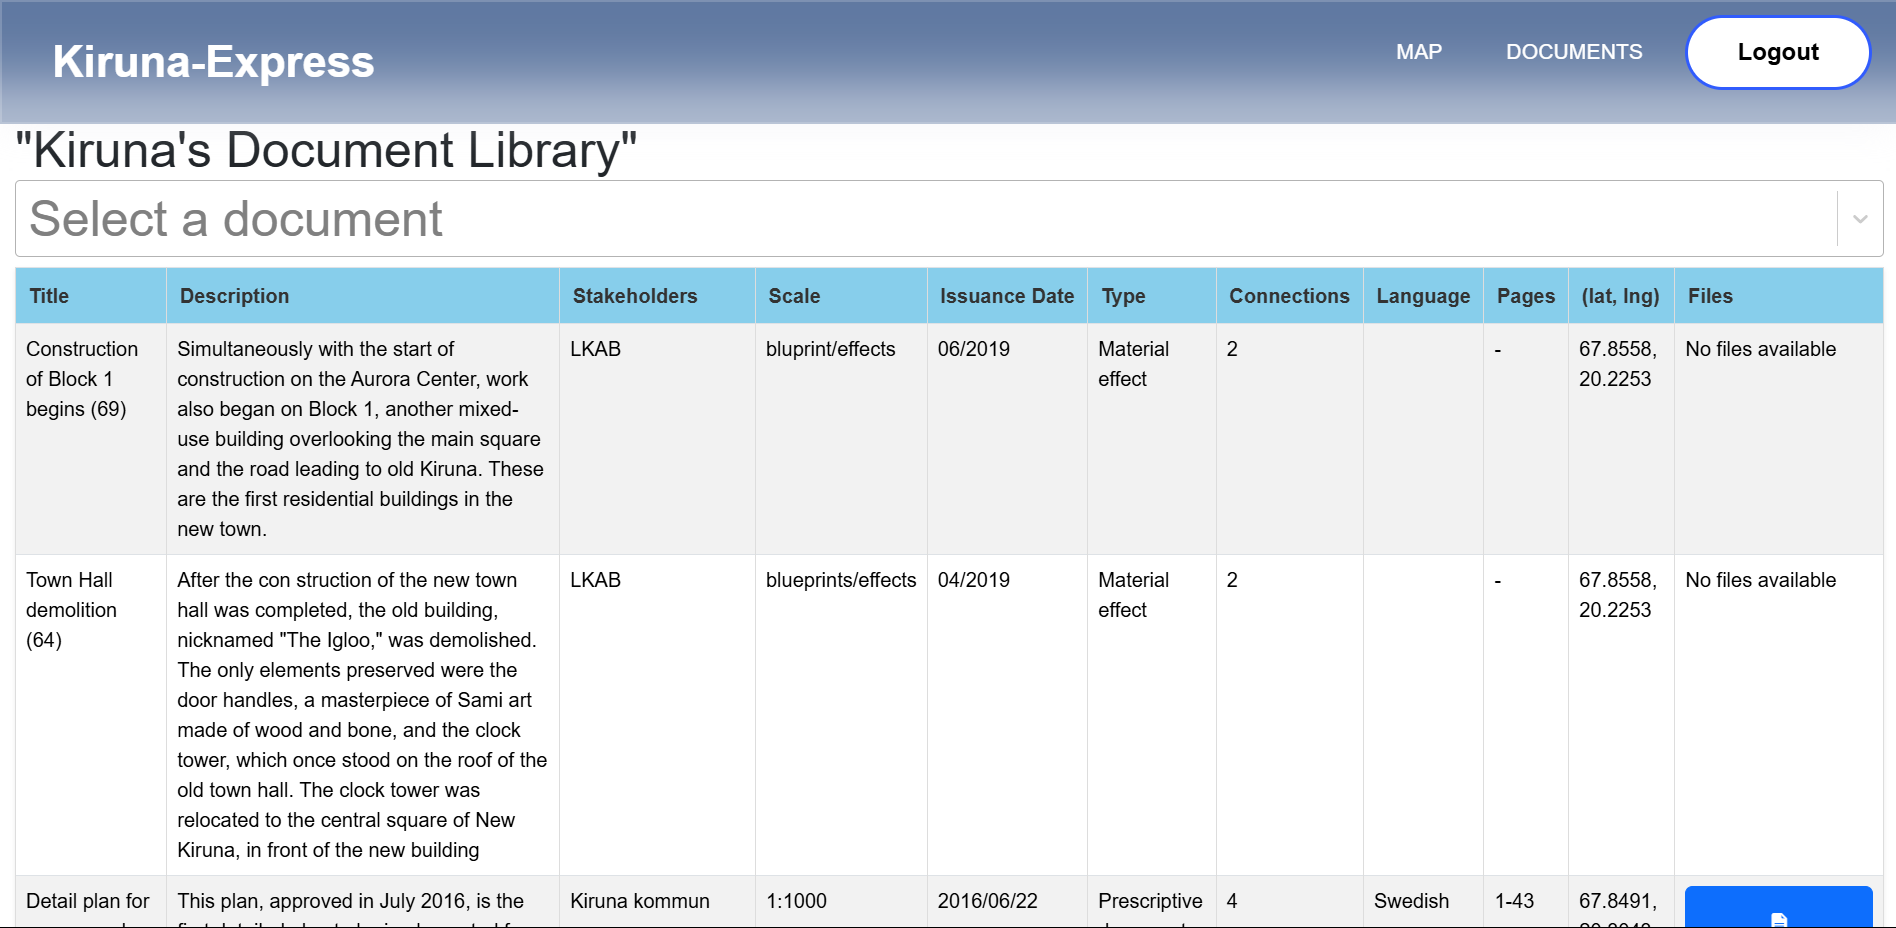 Kiruna-Express
MAP
DOCUMENTS
Logout
"Kiruna's Document Library"
Select a document
Title
Description
Stakeholders
Scale
Issuance Date
Type
Connections
Language
Pages
(lat, lng)
Files
Construction
of Block 1
begins (69)
Simultaneously with the start of
construction on the Aurora Center, work
also began on Block 1, another mixed-
use building overlooking the main square
and the road leading to old Kiruna. These
are the first residential buildings in the
new town.
LKAB
bluprint/effects
06/2019
Material
effect
2
-
67.8558,
20.2253
No files available
Town Hall
demolition
(64)
After the con struction of the new town
hall was completed, the old building,
nicknamed "The Igloo," was demolished.
The only elements preserved were the
door handles, a masterpiece of Sami art
made of wood and bone, and the clock
tower, which once stood on the roof of the
old town hall. The clock tower was
relocated to the central square of New
Kiruna, in front of the new building
LKAB
blueprints/effects
04/2019
Material
effect
2
-
67.8558,
20.2253
No files available
Detail plan for
This plan, approved in July 2016, is the
Kiruna kommun
1:1000
2016/06/22
Prescriptive
4
Swedish
1-43
67.8491,